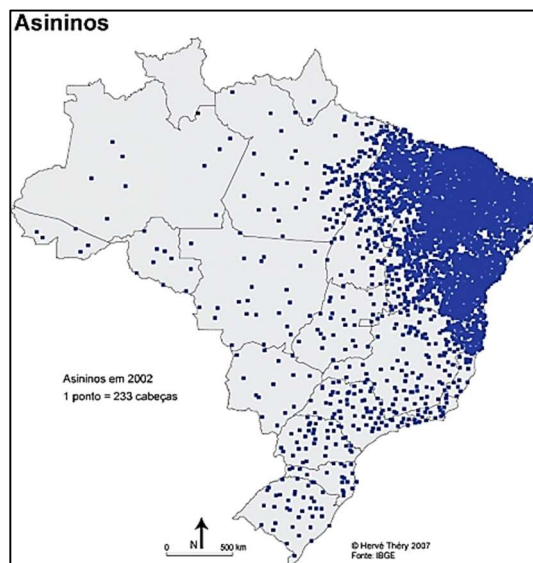 Asininos
Asininos em 2002
1 ponto = 233 cabeças
N
0 500 km
© Hervé Théry 2007
Fonte: IBGE